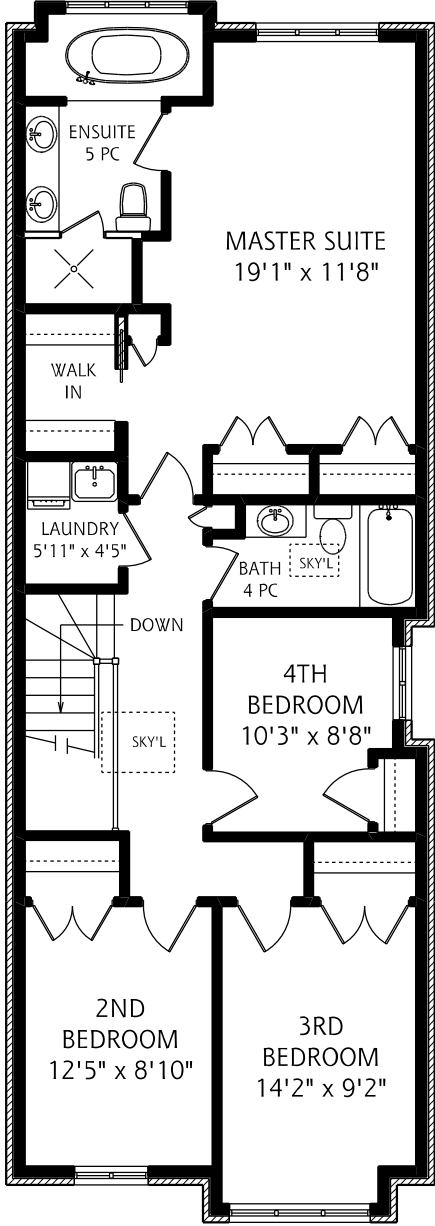 ENSUITE
5 PC
MASTER SUITE
19'1" x 11'8"
WALK
IN
LAUNDRY
5'11" x 4'5"
BATH
4 PC
SKY'L
DOWN
4TH
BEDROOM
10'3" x 8'8"
SKY'L
2ND
BEDROOM
12'5" x 8'10"
3RD
BEDROOM
14'2" x 9'2"